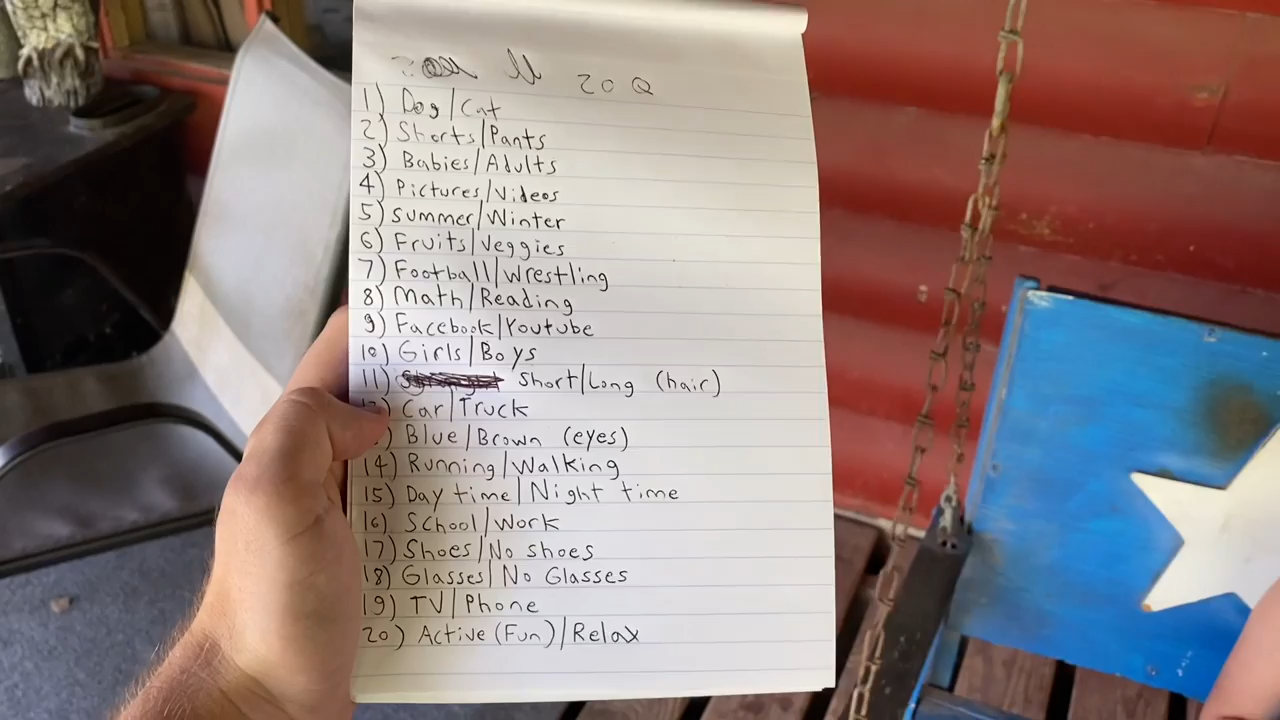 20 Q
1) Dog/Cat
2) Shorts/Pants
3) Babies/Adults
4) Pictures/Videos
5) Summer/Winter
6) Fruits/Veggies
7) Football/Wrestling
8) Math/Reading
9) Facebook/Youtube
10) Girls/Boys
11) Short/Long (hair)
12) Car/Truck
) Blue/Brown (eyes)
14) Running/Walking
15) Day time/Night time
16) School/Work
17) Shoes/No shoes
18) Glasses/No Glasses
19) TV/Phone
20) Active (Fun)/Relax